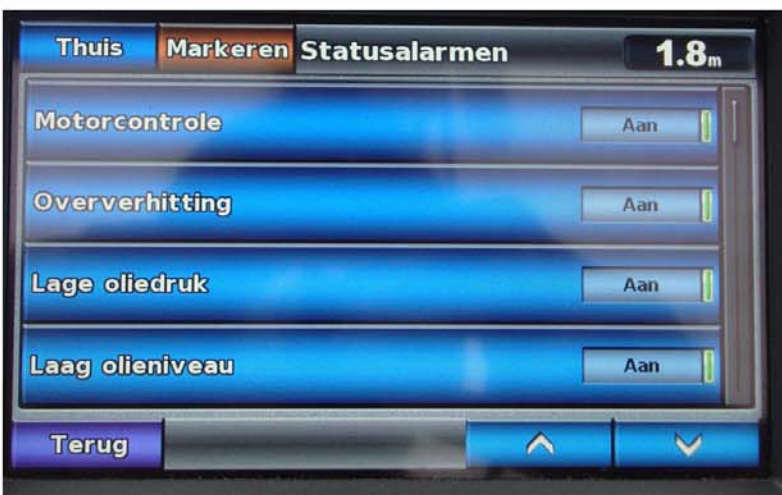 Thuis Markeren Statusalarmen 1.8m
Motorcontrole Aan
Oververhitting Aan
Lage oliedruk Aan
Laag olieniveau Aan
Terug